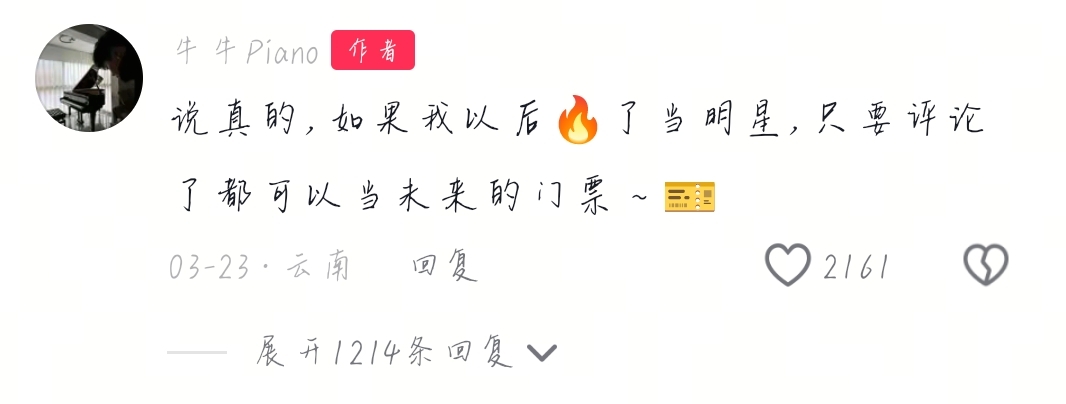 牛牛Piano 作者
说真的,如果我以后🔥了当明星,只要评论
了都可以当未来的门票~🎫
03-23·云南 回复 2161
展开1214条回复